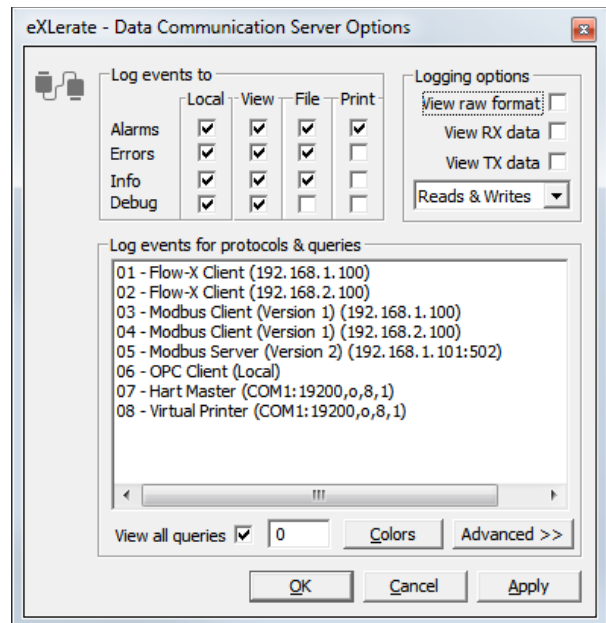 eXLerate - Data Communication Server Options
Log events to
Local View File Print
Alarms
Errors
Info
Debug
Logging options
View raw format
View RX data
View TX data
Reads & Writes
Log events for protocols & queries
01 - Flow-X Client (192.168.1.100)
02 - Flow-X Client (192.168.2.100)
03 - Modbus Client (Version 1) (192.168.1.100)
04 - Modbus Client (Version 1) (192.168.2.100)
05 - Modbus Server (Version 2) (192.168.1.101:502)
06 - OPC Client (Local)
07 - Hart Master (COM1:19200,o,8,1)
08 - Virtual Printer (COM1:19200,o,8,1)
View all queries 0 Colors Advanced >>
OK Cancel Apply